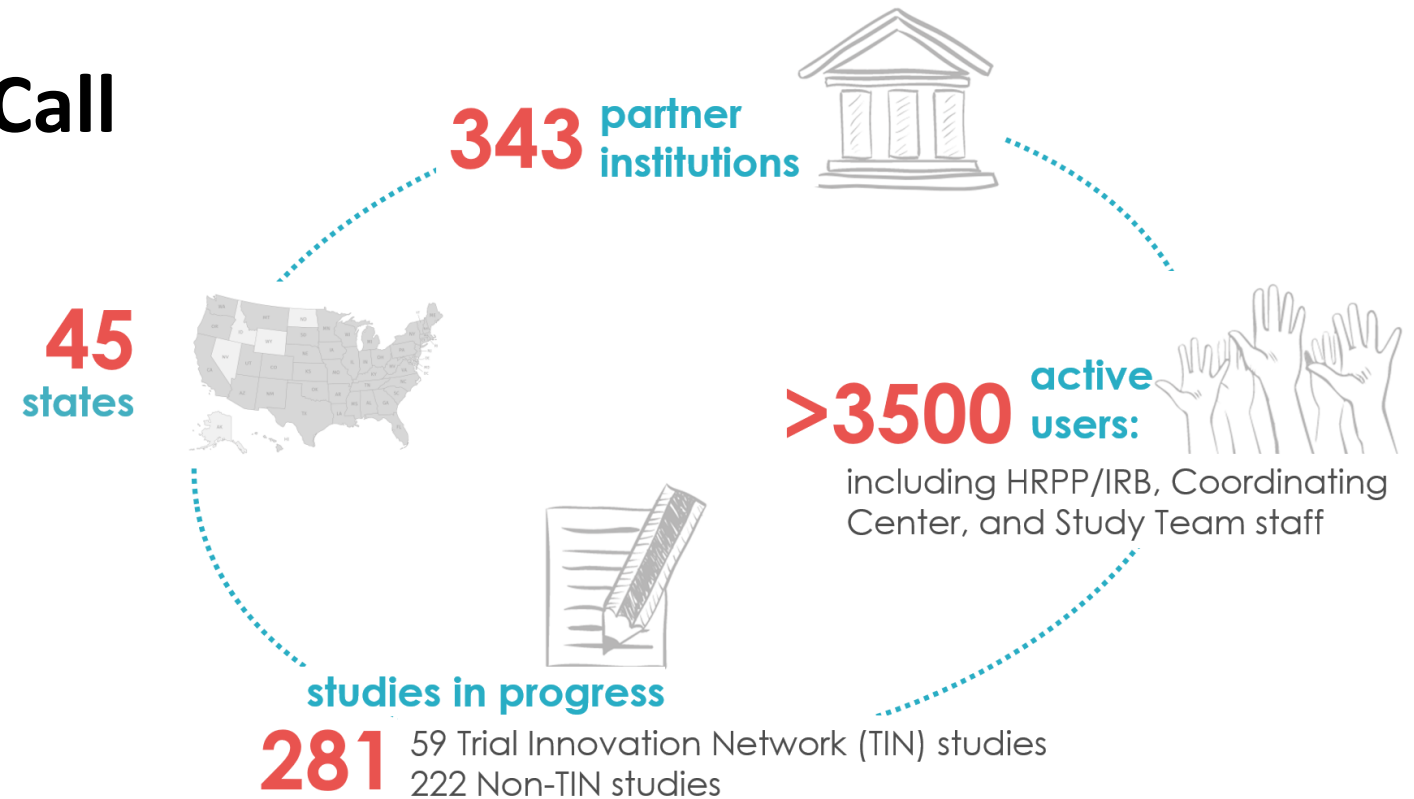 Call
343 partner
institutions
45
states
>3500 active
users:
including HRPP/IRB, Coordinating
Center, and Study Team staff
studies in progress
281 59 Trial Innovation Network (TIN) studies
222 Non-TIN studies